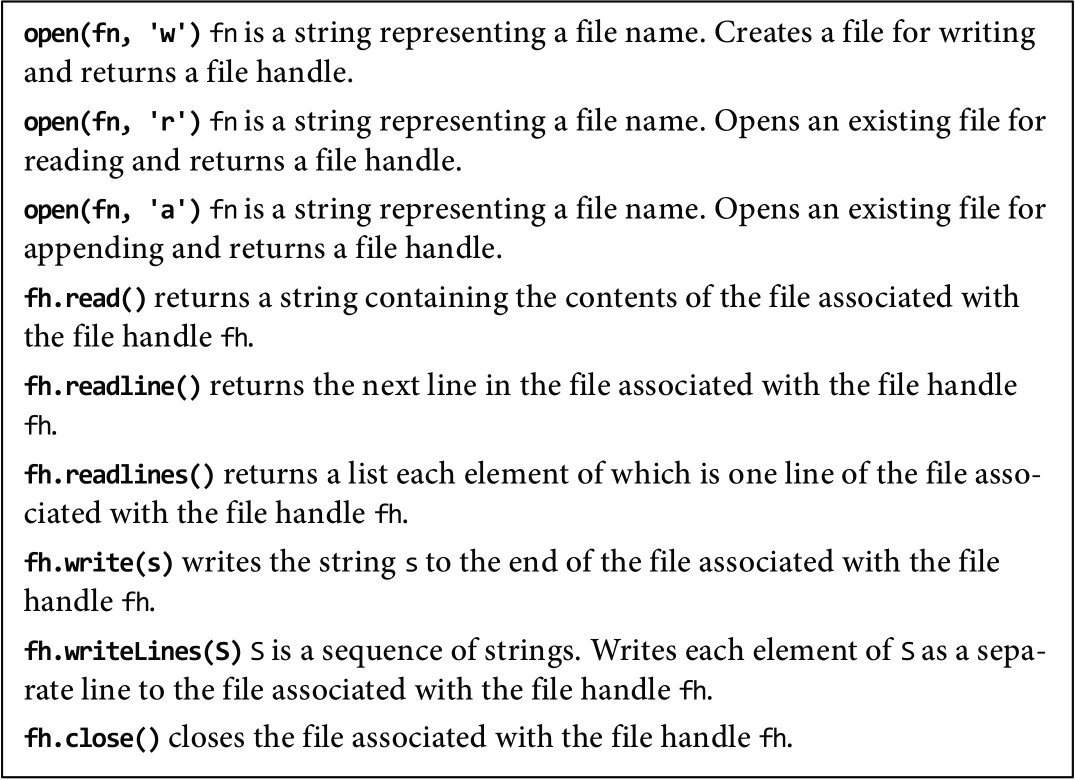 open(fn, 'w') fn is a string representing a file name. Creates a file for writing
and returns a file handle.
open(fn, 'r') fn is a string representing a file name. Opens an existing file for
reading and returns a file handle.
open(fn, 'a') fn is a string representing a file name. Opens an existing file for
appending and returns a file handle.
fh.read() returns a string containing the contents of the file associated with
the file handle fh.
fh.readline() returns the next line in the file associated with the file handle
fh.
fh.readlines() returns a list each element of which is one line of the file asso-
ciated with the file handle fh.
fh.write(s) writes the string s to the end of the file associated with the file
handle fh.
fh.writeLines(S) S is a sequence of strings. Writes each element of S as a sepa-
rate line to the file associated with the file handle fh.
fh.close() closes the file associated with the file handle fh.